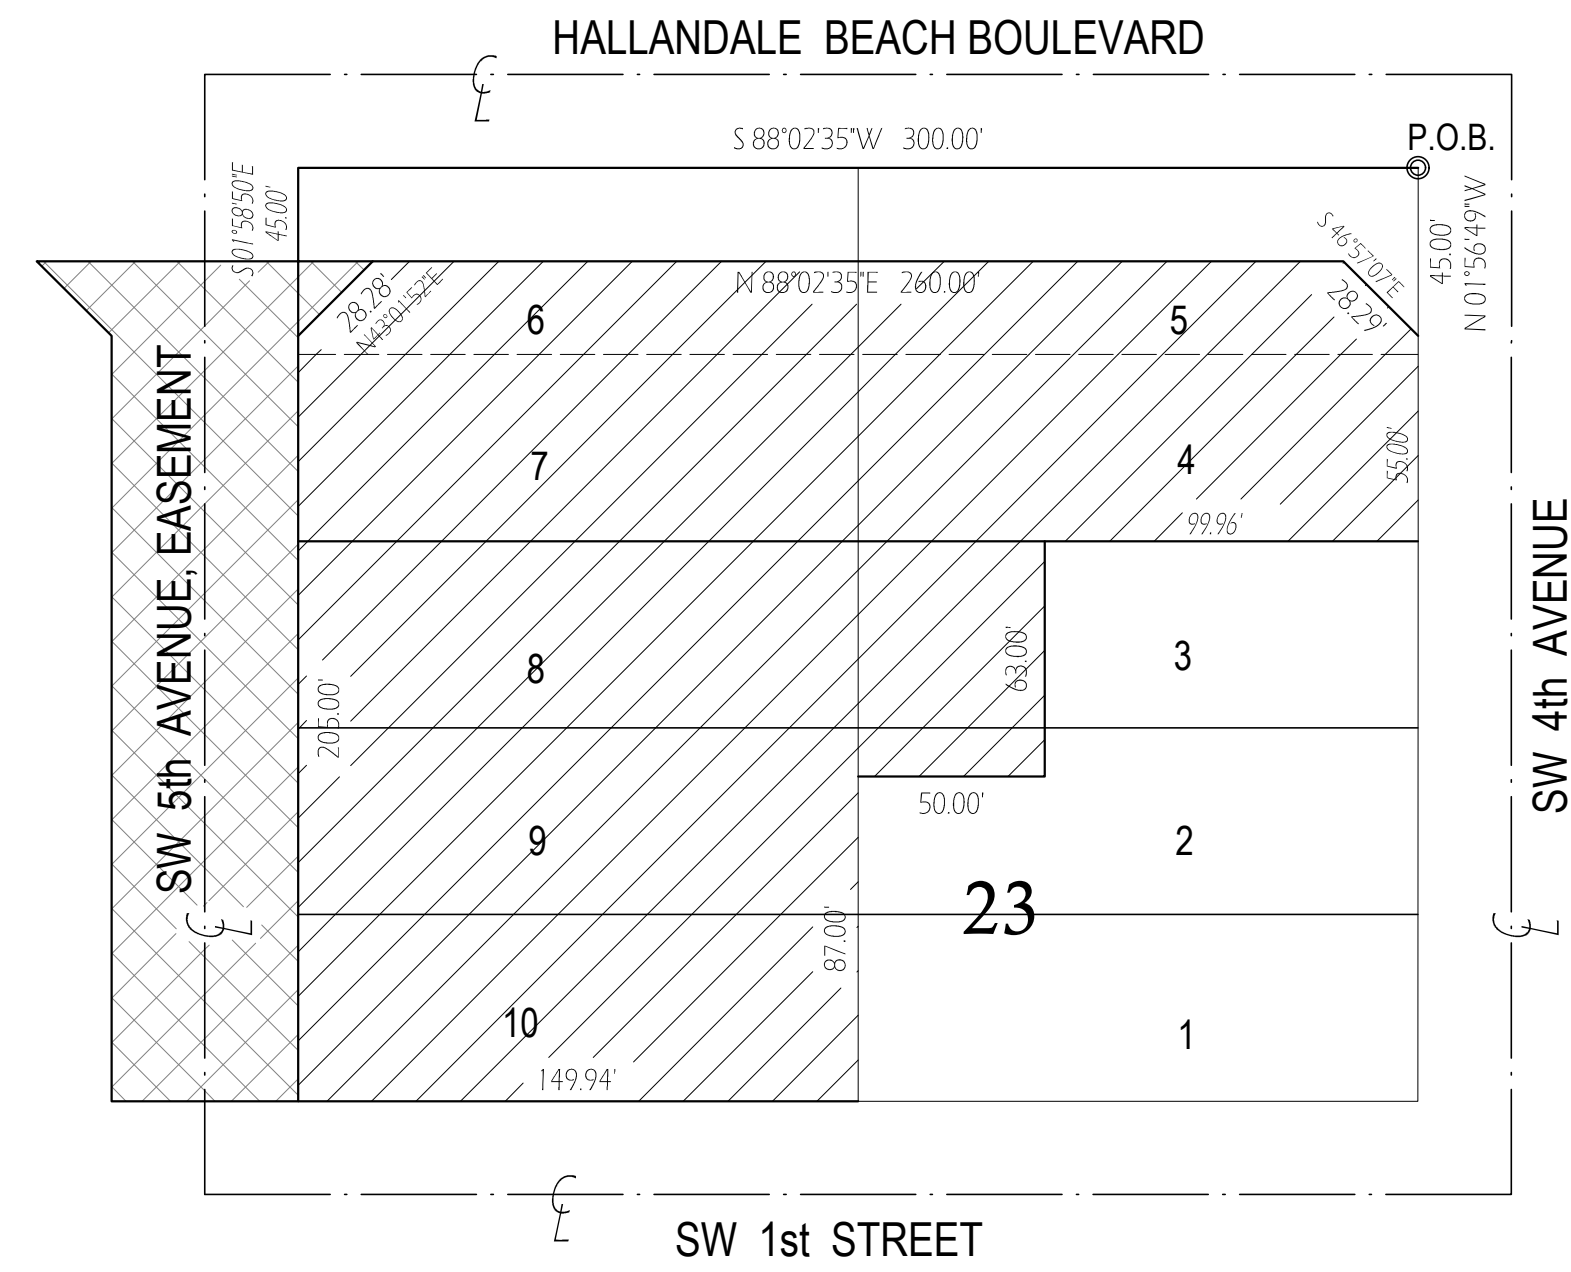 HALLANDALE BEACH BOULEVARD
℄
S 88°02'35"W 300.00'
P.O.B.
S 01°58'50"E
45.00'
45.00'
N 01°56'49"W
S 46°57'07"E
28.29'
28.28'
N43°01'52"E
N 88°02'35"E 260.00'
6
5
7
4
55.00'
99.96'
SW 5th AVENUE, EASEMENT
SW 4th AVENUE
8
63.00'
3
205.00'
50.00'
9
2
23
87.00'
℄
℄
10
1
149.94'
℄
SW 1st STREET